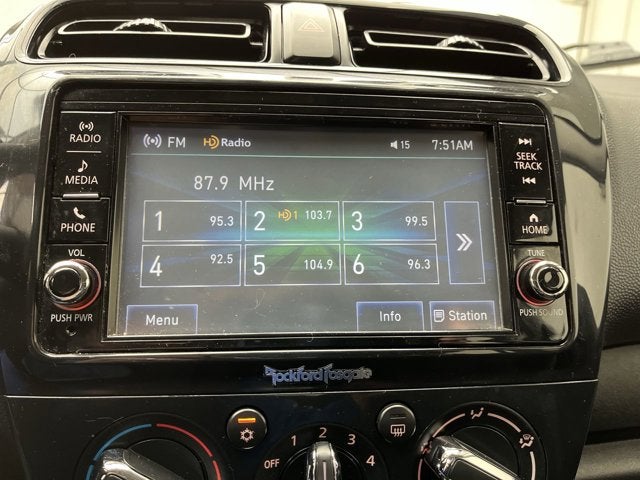 RADIO
MEDIA
PHONE
VOL
PUSH PWR
FM HD Radio 15 7:51AM
87.9 MHz
1 95.3 2 HD 1 103.7 3 99.5
4 92.5 5 104.9 6 96.3
Menu Info Station
SEEK
TRACK
HOME
TUNE
PUSH SOUND
Rockford Fosgate
OFF 1 2 3 4